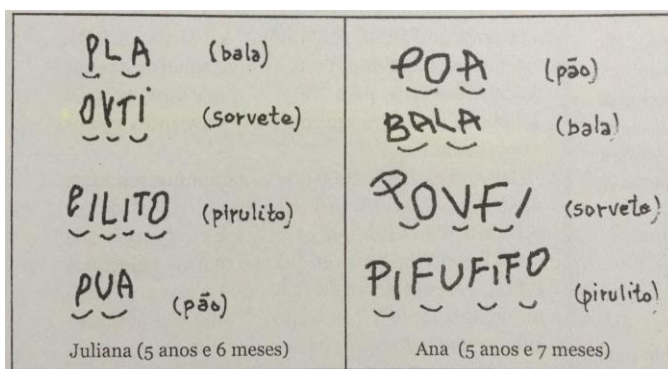 PLA (bala)
OVTI (sorvete)
PILITO (pirulito)
PUA (pão)
Juliana (5 anos e 6 meses)
POA (pão)
BALA (bala)
POVFI (sorvete)
PIFUFITO (pirulito)
Ana (5 anos e 7 meses)